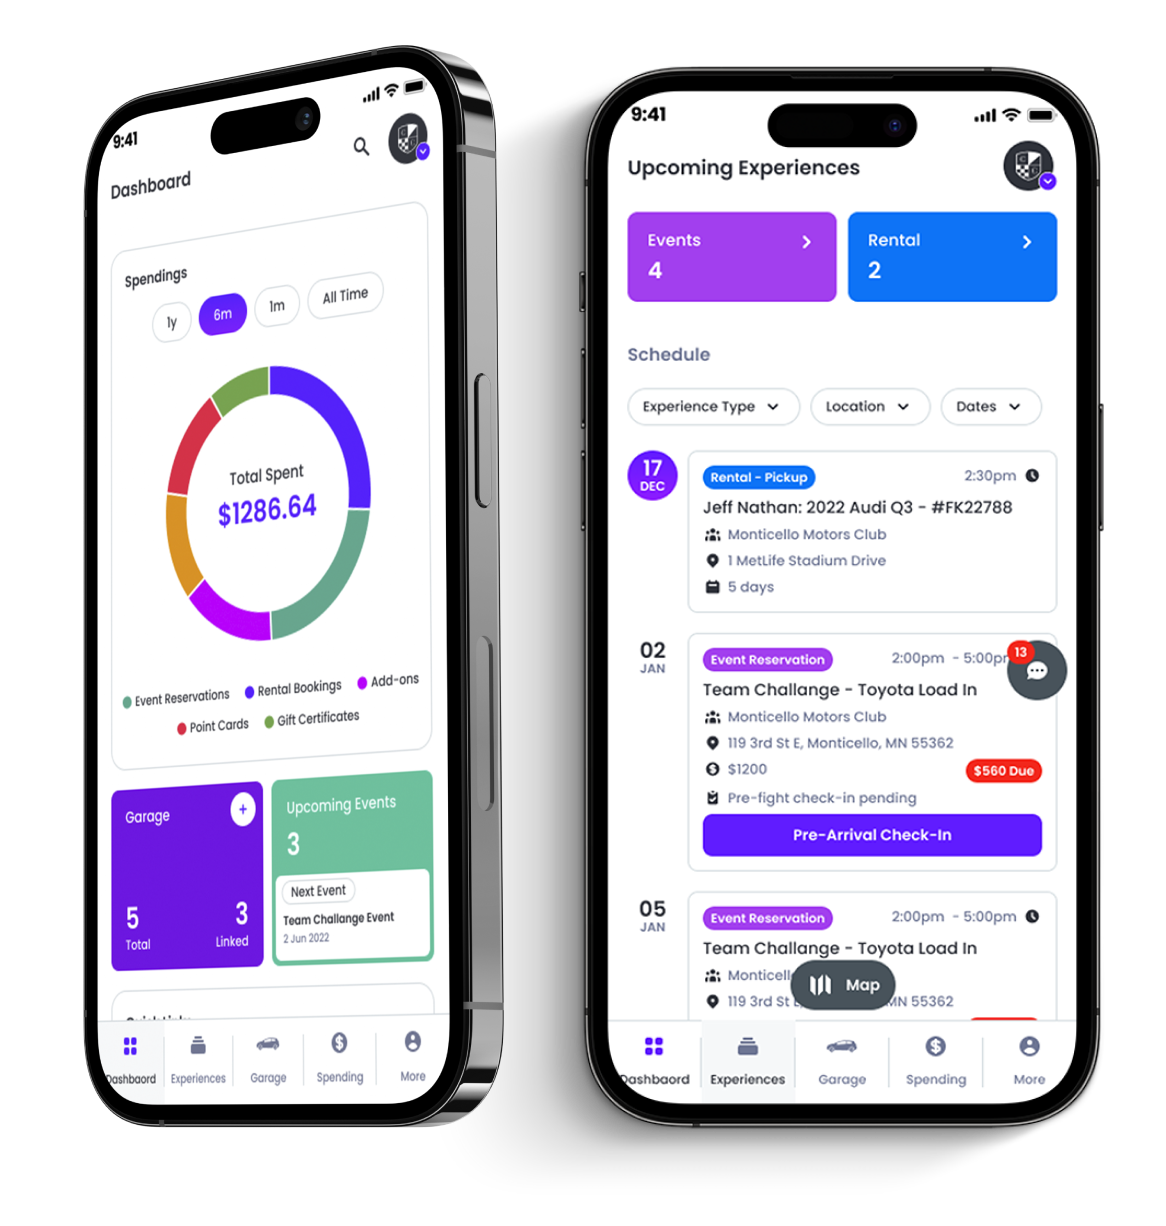 9:41
Dashboard
Spendings
1y
6m
1m
All Time
Total Spent
$1286.64
Event Reservations
Rental Bookings
Add-ons
Point Cards
Gift Certificates
Garage
+
5
Total
3
Linked
Upcoming Events
3
Next Event
Team Challange Event
2 Jun 2022
Dashbaord
Experiences
Garage
Spending
More
9:41
Upcoming Experiences
Events
4
Rental
2
Schedule
Experience Type
Location
Dates
17
DEC
Rental - Pickup
2:30pm
Jeff Nathan: 2022 Audi Q3 - #FK22788
Monticello Motors Club
1 MetLife Stadium Drive
5 days
02
JAN
Event Reservation
2:00pm - 5:00pm
13
Team Challange - Toyota Load In
Monticello Motors Club
119 3rd St E, Monticello, MN 55362
$1200
$560 Due
Pre-fight check-in pending
Pre-Arrival Check-In
05
JAN
Event Reservation
2:00pm - 5:00pm
Team Challange - Toyota Load In
Monticello
119 3rd St E, MN 55362
Map
Dashbaord
Experiences
Garage
Spending
More